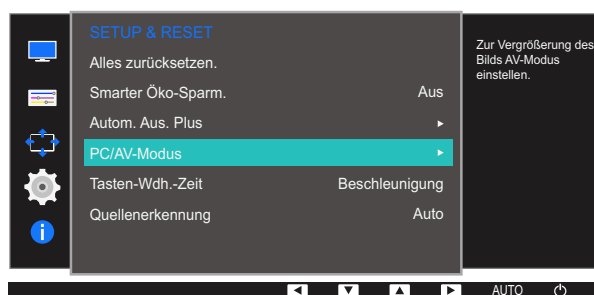 SETUP & RESET
Alles zurücksetzen.
Smarter Öko-Sparm. Aus
Autom. Aus. Plus
PC/AV-Modus
Tasten-Wdh.-Zeit Beschleunigung
Quellenerkennung Auto
Zur Vergrößerung des
Bilds AV-Modus
einstellen.
AUTO